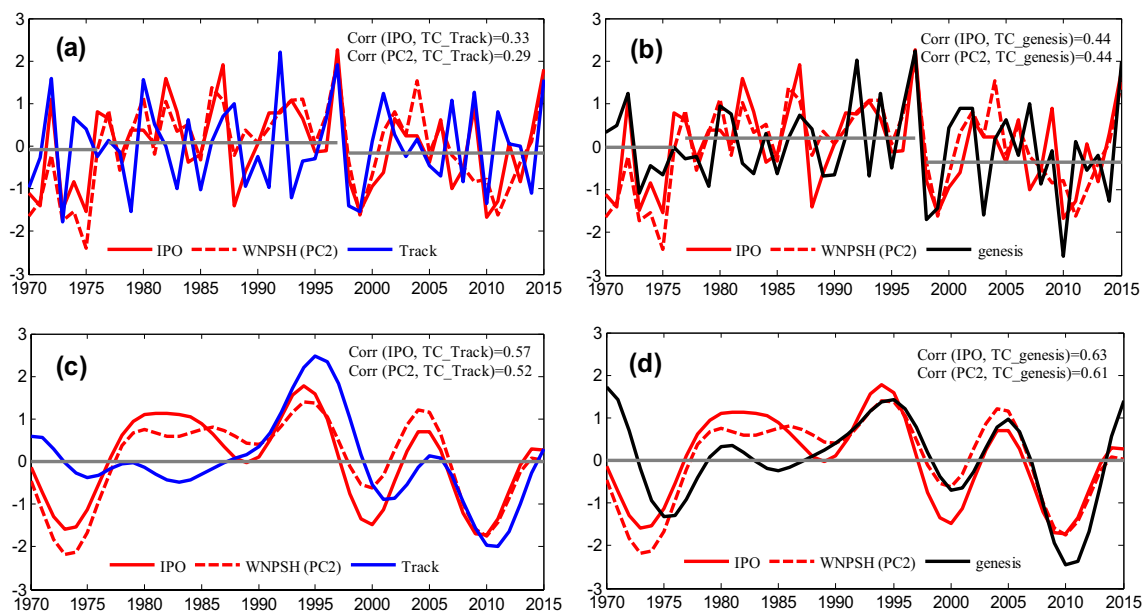 (a)
Corr (IPO, TC_Track)=0.33
Corr (PC2, TC_Track)=0.29
3
2
1
0
-1
-2
-3
IPO WNPSH (PC2) Track
1970 1975 1980 1985 1990 1995 2000 2005 2010 2015
(b)
Corr (IPO, TC_genesis)=0.44
Corr (PC2, TC_genesis)=0.44
3
2
1
0
-1
-2
-3
IPO WNPSH (PC2) genesis
1970 1975 1980 1985 1990 1995 2000 2005 2010 2015
(c)
Corr (IPO, TC_Track)=0.57
Corr (PC2, TC_Track)=0.52
3
2
1
0
-1
-2
-3
IPO WNPSH (PC2) Track
1970 1975 1980 1985 1990 1995 2000 2005 2010 2015
(d)
Corr (IPO, TC_genesis)=0.63
Corr (PC2, TC_genesis)=0.61
3
2
1
0
-1
-2
-3
IPO WNPSH (PC2) genesis
1970 1975 1980 1985 1990 1995 2000 2005 2010 2015